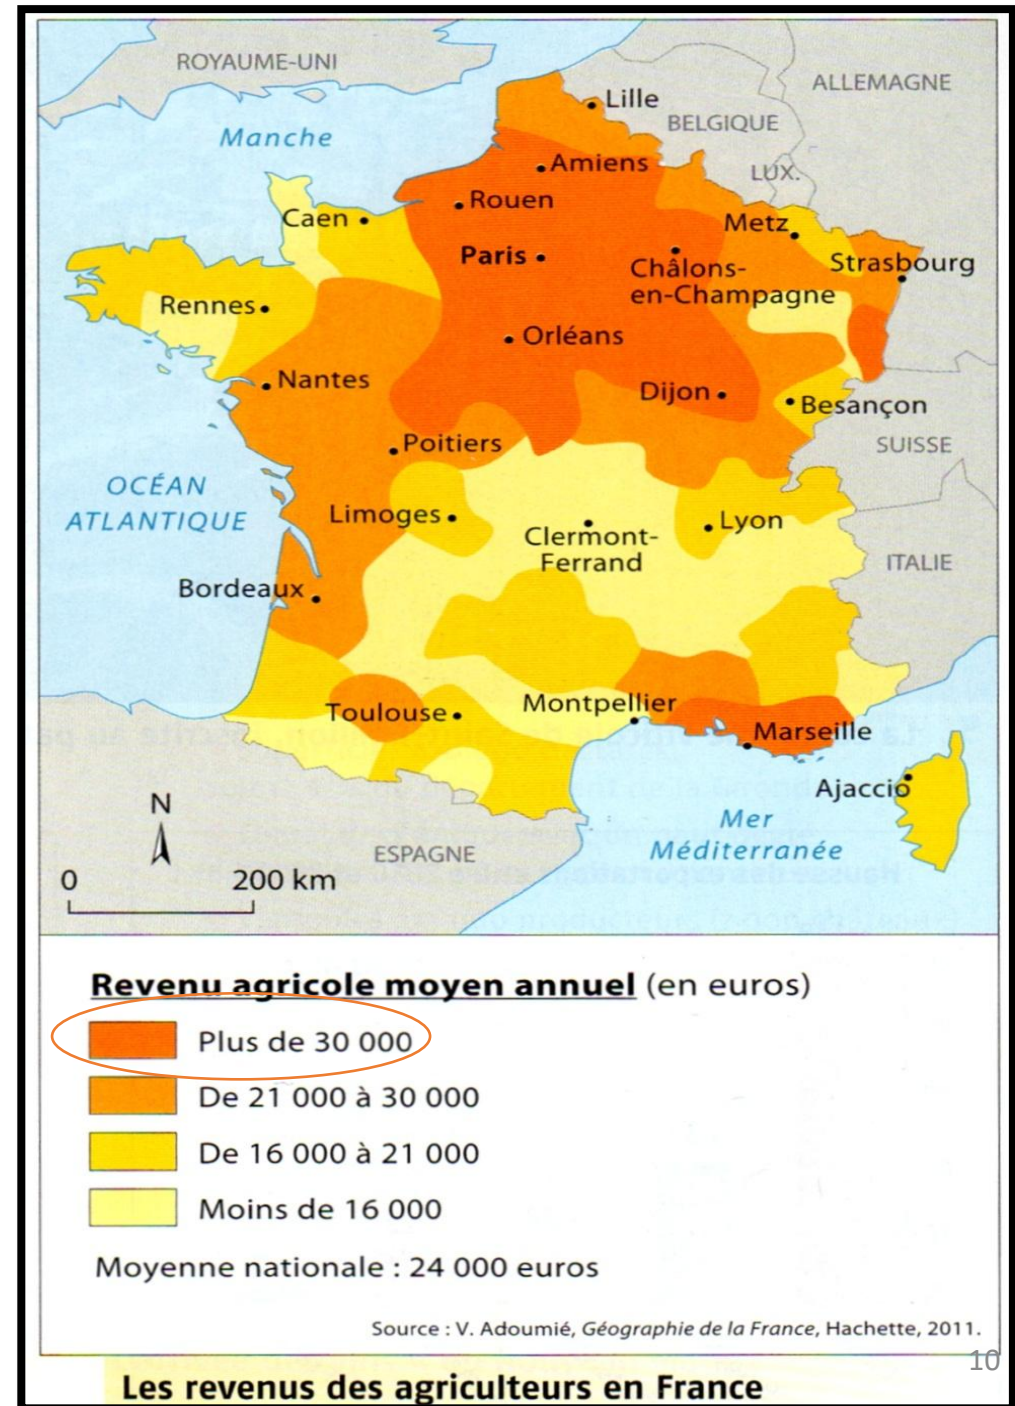 ROYAUME-UNI
ALLEMAGNE
Lille
BELGIQUE
Manche
Amiens
LUX.
Rouen
Caen
Metz
Paris
Strasbourg
Châlons-
en-Champagne
Rennes
Orléans
Nantes
Dijon
Besançon
Poitiers
SUISSE
OCÉAN
ATLANTIQUE
Limoges
Lyon
Clermont-
Ferrand
ITALIE
Bordeaux
Montpellier
Toulouse
Marseille
Ajaccio
N
Mer
Méditerranée
ESPAGNE
0 200 km
Revenu agricole moyen annuel (en euros)
Plus de 30 000
De 21 000 à 30 000
De 16 000 à 21 000
Moins de 16 000
Moyenne nationale : 24 000 euros
Source : V. Adoumié, Géographie de la France, Hachette, 2011.
10
Les revenus des agriculteurs en France